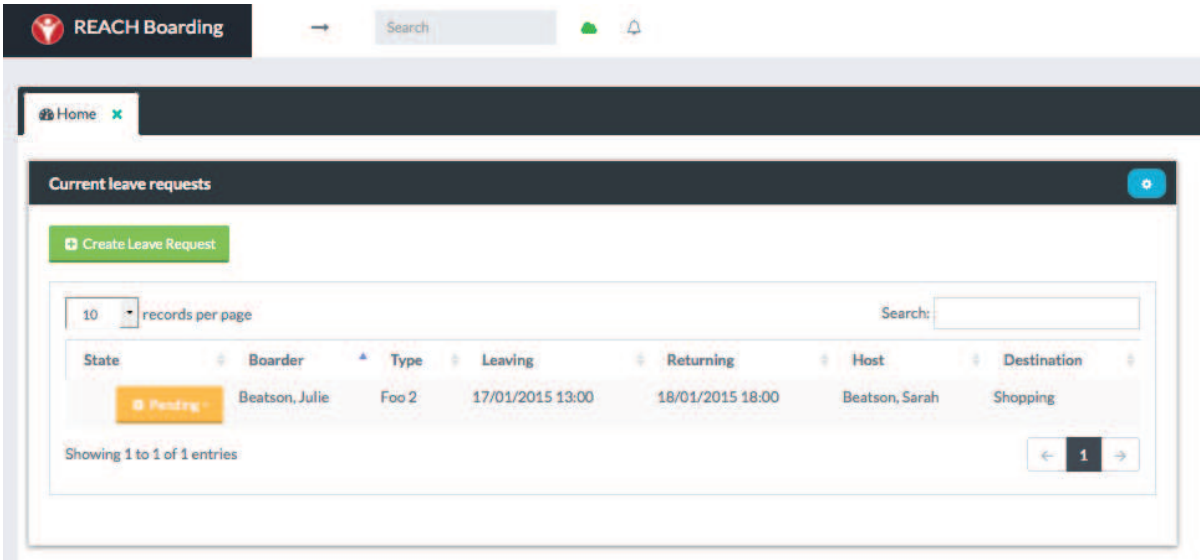 REACH Boarding
Search
Home
Current leave requests
Create Leave Request
10 records per page Search:
State Boarder Type Leaving Returning Host Destination
Pending Beatson, Julie Foo 2 17/01/2015 13:00 18/01/2015 18:00 Beatson, Sarah Shopping
Showing 1 to 1 of 1 entries
← 1 →